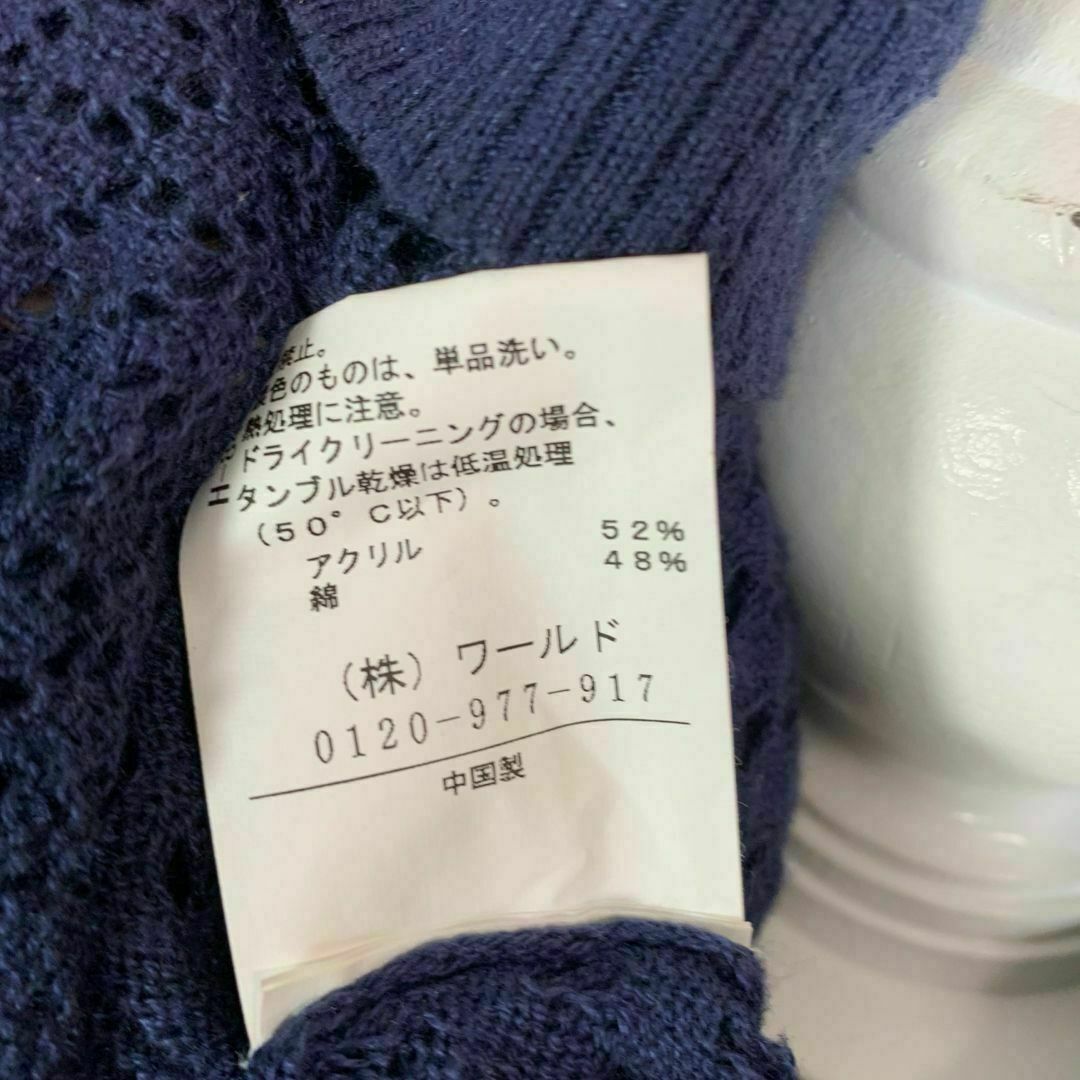 禁止。
色のものは、単品洗い。
熱処理に注意。
ドライクリーニングの場合、
タンブル乾燥は低温処理
（５０°Ｃ以下）。
アクリル ５２％
綿 ４８％
（株）ワールド
0120-977-917
中国製